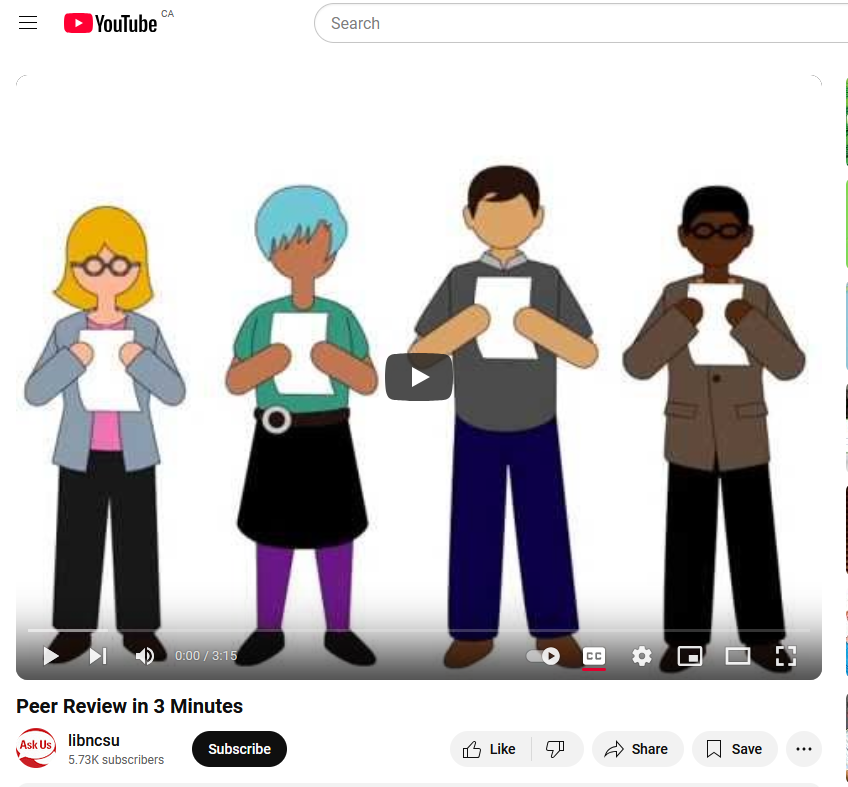 YouTube CA
Search
0:00 / 3:15
CC
Peer Review in 3 Minutes
Ask Us
libncsu
5.73K subscribers
Subscribe
Like
Share
Save